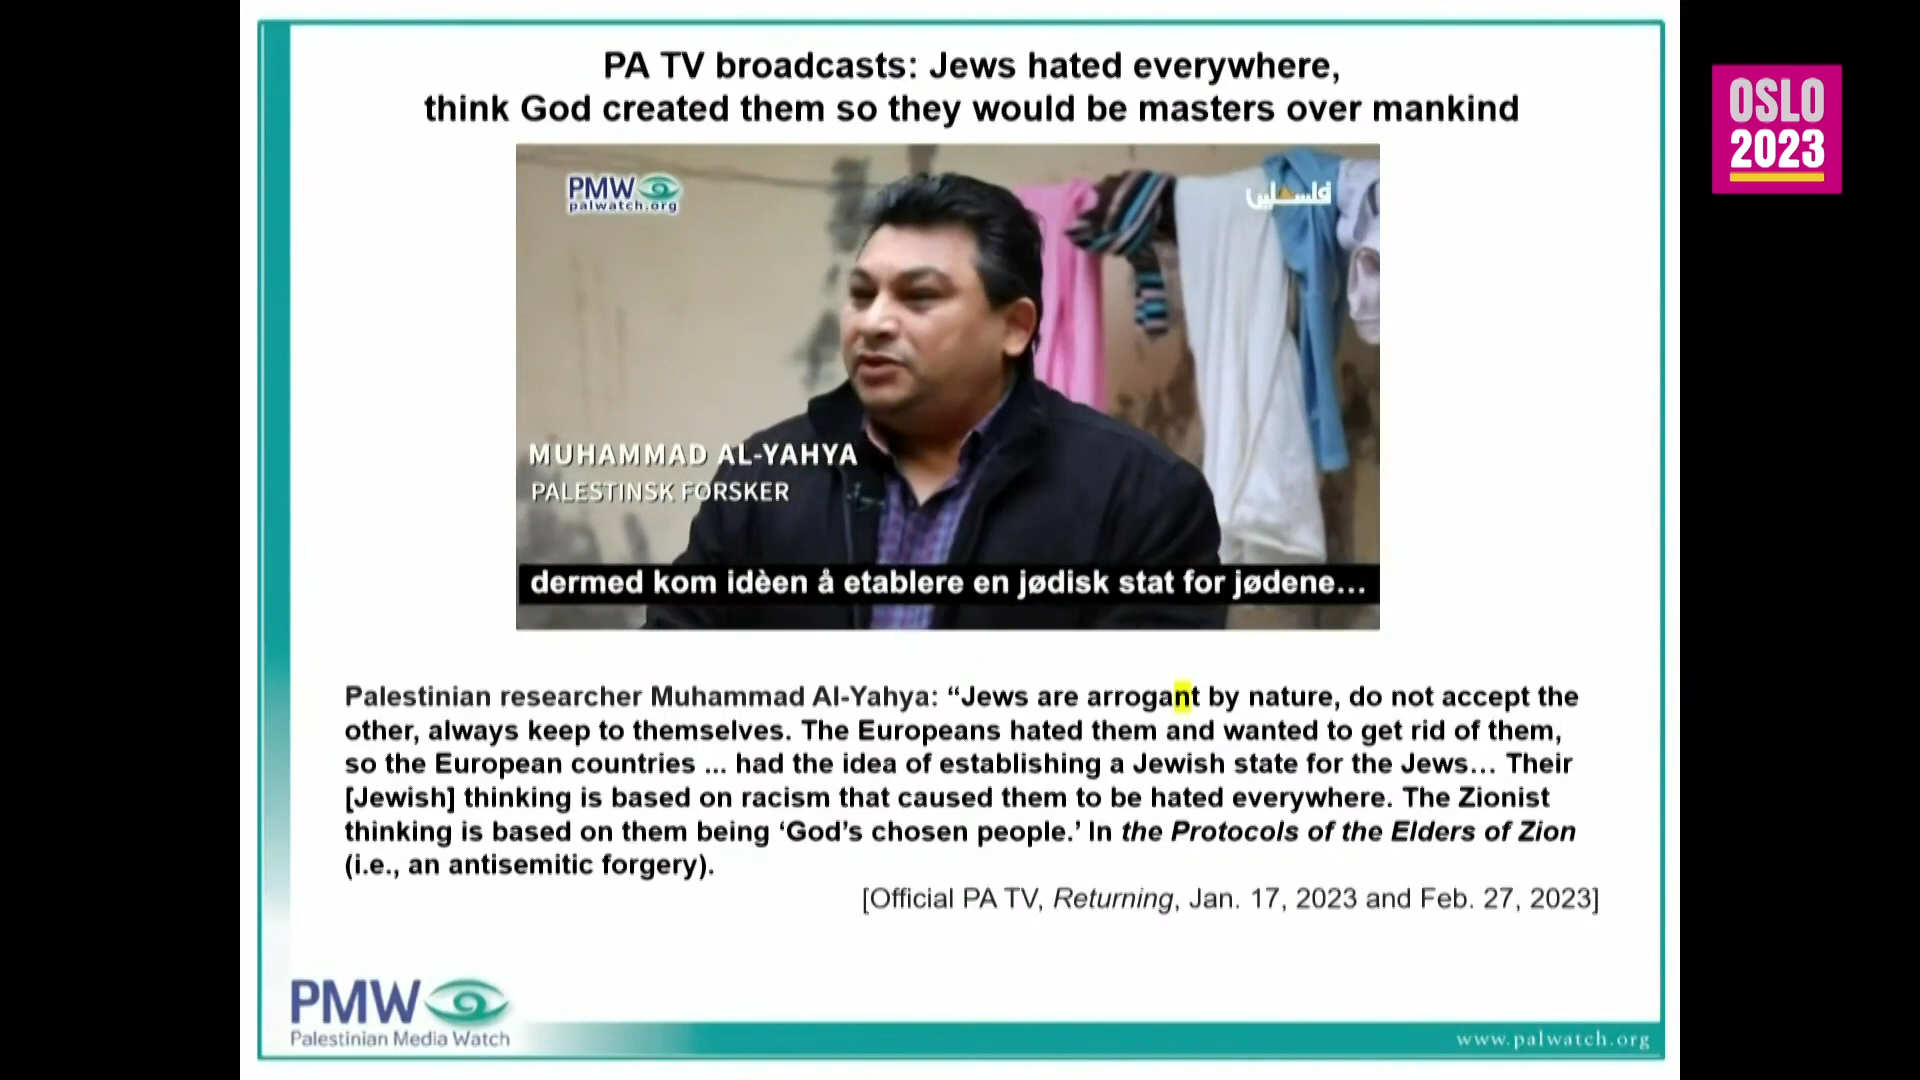 PA TV broadcasts: Jews hated everywhere,
think God created them so they would be masters over mankind
OSLO
2023
PMW
palwatch.org
فلسطين
MUHAMMAD AL-YAHYA
PALESTINSK FORSKER
dermed kom idèen å etablere en jødisk stat for jødene...
Palestinian researcher Muhammad Al-Yahya: “Jews are arrogant by nature, do not accept the
other, always keep to themselves. The Europeans hated them and wanted to get rid of them,
so the European countries ... had the idea of establishing a Jewish state for the Jews… Their
[Jewish] thinking is based on racism that caused them to be hated everywhere. The Zionist
thinking is based on them being ‘God’s chosen people.’ In the Protocols of the Elders of Zion
(i.e., an antisemitic forgery).
[Official PA TV, Returning, Jan. 17, 2023 and Feb. 27, 2023]
PMW
Palestinian Media Watch
www.palwatch.org